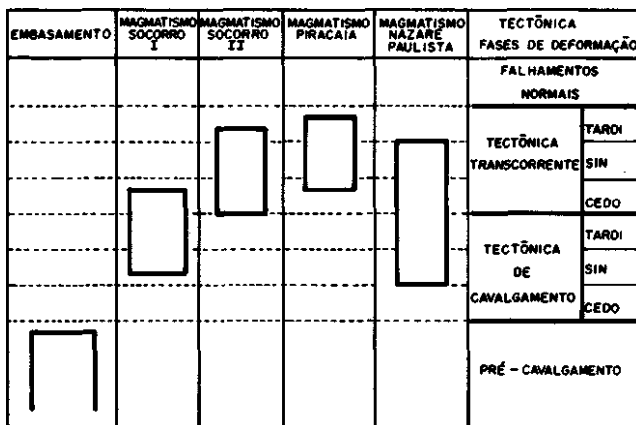 EMBASAMENTO
MAGMATISMO
SOCORRO
I
MAGMATISMO
SOCORRO
II
MAGMATISMO
PIRACAIA
MAGMATISMO
NAZARÉ
PAULISTA
TECTÔNICA
FASES DE DEFORMAÇÃO
FALHAMENTOS
NORMAIS
TECTÔNICA
TRANSCORRENTE
TARDI
SIN
CEDO
TECTÔNICA
DE
CAVALGAMENTO
TARDI
SIN
CEDO
PRÉ - CAVALGAMENTO